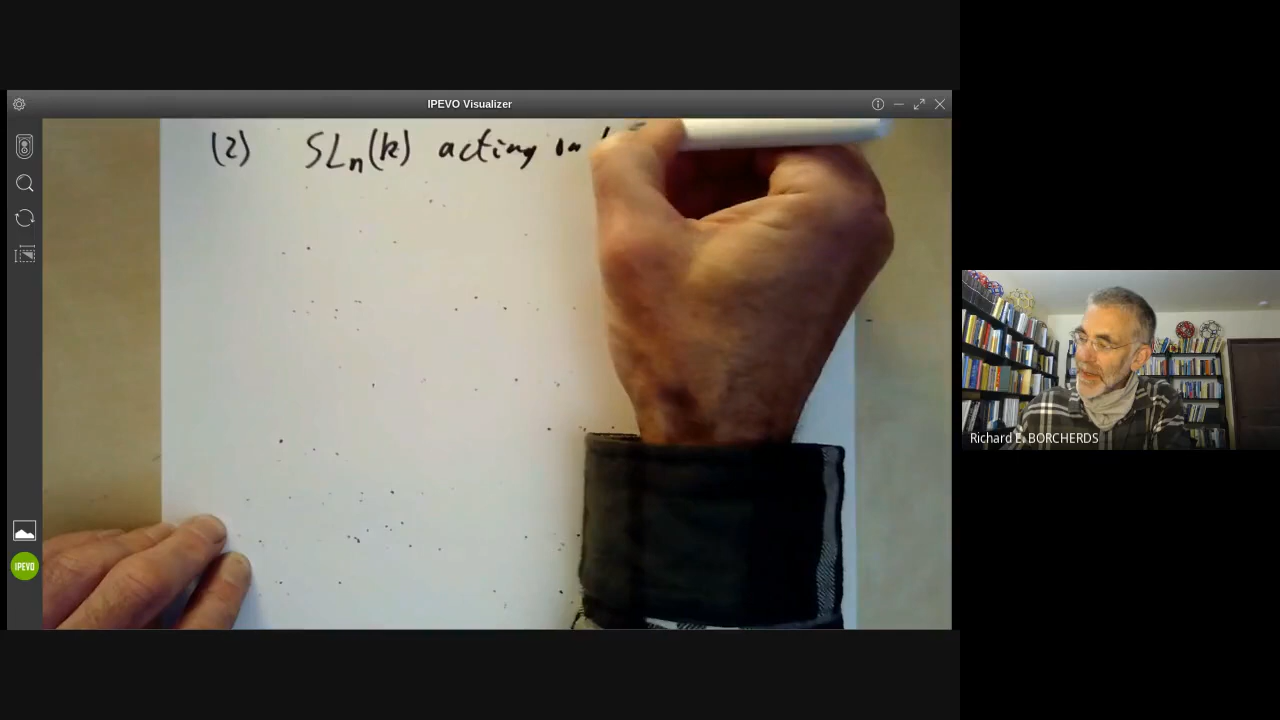 IPEVO Visualizer
(2) SLn(k) acting on
IPEVO
Richard E. BORCHERDS